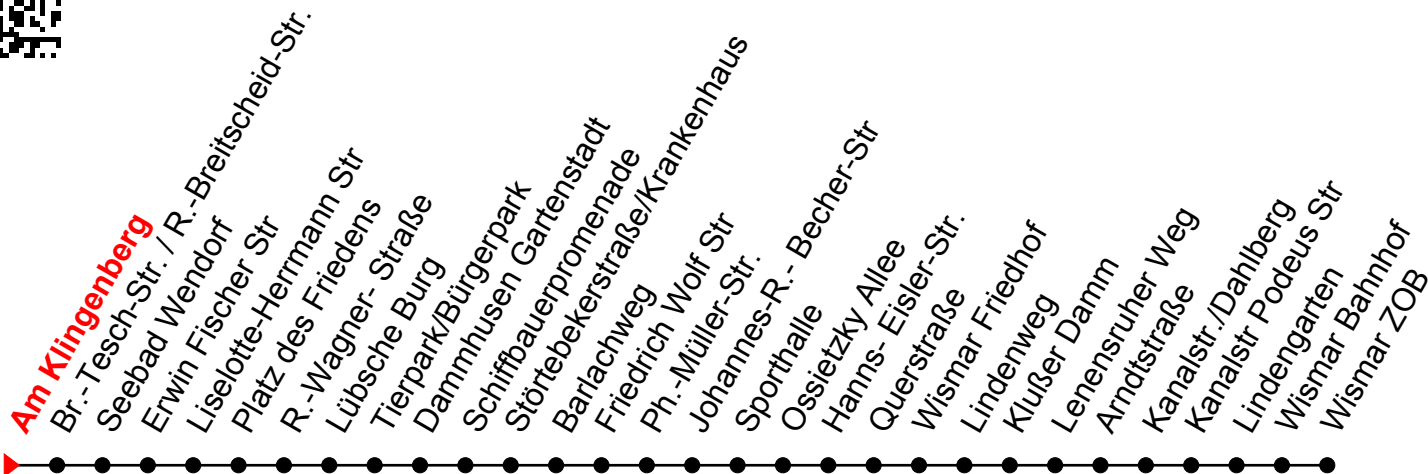 Am Klingenberg
Br.-Tesch-Str. / R.-Breitscheid-Str.
Seebad Wendorf
Erwin Fischer Str
Liselotte-Herrmann Str
Platz des Friedens
R.-Wagner- Straße
Lübsche Burg
Tierpark/Bürgerpark
Dammhusen Gartenstadt
Schiffbauerpromenade
Störtebekerstraße/Krankenhaus
Barlachweg
Friedrich Wolf Str
Ph.-Müller-Str.
Johannes-R.- Becher-Str
Sporthalle
Ossietzky Allee
Hanns- Eisler-Str.
Querstraße
Wismar Friedhof
Lindenweg
Klußer Damm
Lenensruher Weg
Arndtstraße
Kanalstr./Dahlberg
Kanalstr Podeus Str
Lindengarten
Wismar Bahnhof
Wismar ZOB